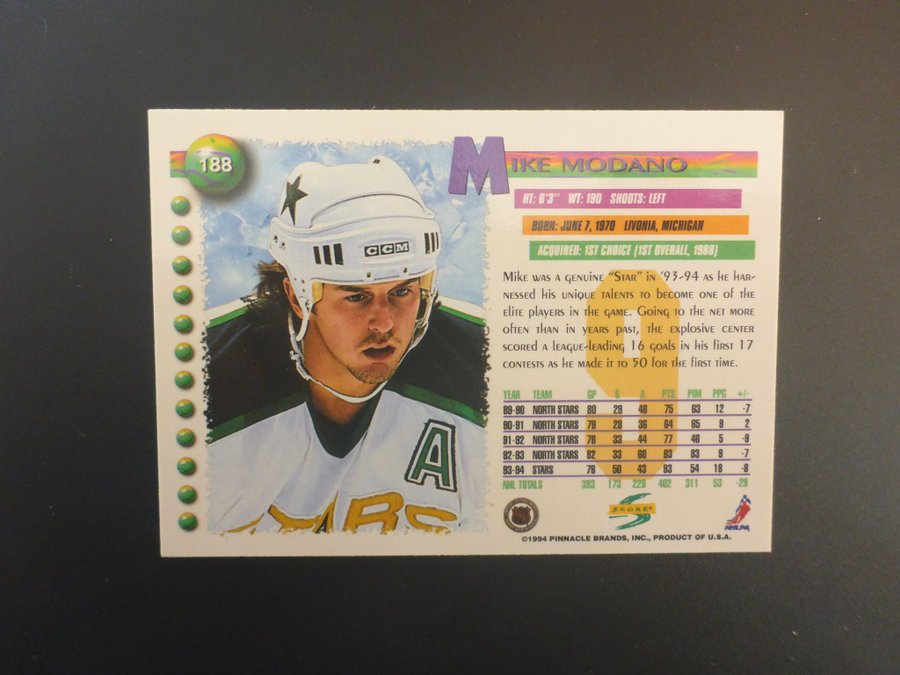 188
MIKE MODANO
HT: 6'3" WT: 190 SHOOTS: LEFT
BORN: JUNE 7, 1970 LIVONIA, MICHIGAN
ACQUIRED: 1ST CHOICE (1ST OVERALL, 1988)
MIKE WAS A GENUINE "STAR" IN '93-94 AS HE HAR-
NESSED HIS UNIQUE TALENTS TO BECOME ONE OF THE
ELITE PLAYERS IN THE GAME. GOING TO THE NET MORE
OFTEN THAN IN YEARS PAST, THE EXPLOSIVE CENTER
SCORED A LEAGUE-LEADING 16 GOALS IN HIS FIRST 17
CONTESTS AS HE MADE IT TO 50 FOR THE FIRST TIME.
9
YEAR TEAM GP G A PTS PIM PPG +/-
89-90 NORTH STARS 80 29 46 75 63 12 -7
90-91 NORTH STARS 79 28 36 64 65 9 2
91-92 NORTH STARS 76 33 44 77 46 5 -9
92-93 NORTH STARS 82 33 60 93 83 9 -7
93-94 STARS 76 50 43 93 54 18 -8
NHL TOTALS 393 173 229 402 311 53 -29
CCM
A
STARS
SCORE
NHLPA
©1994 PINNACLE BRANDS, INC., PRODUCT OF U.S.A.